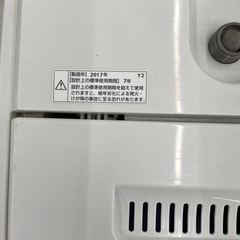 【製造年】2017年 Y2
【設計上の標準使用期間】7年
設計上の標準使用期間を超えて使用
されますと、経年劣化による発火・
けが等の事故に至る恐れがあります。